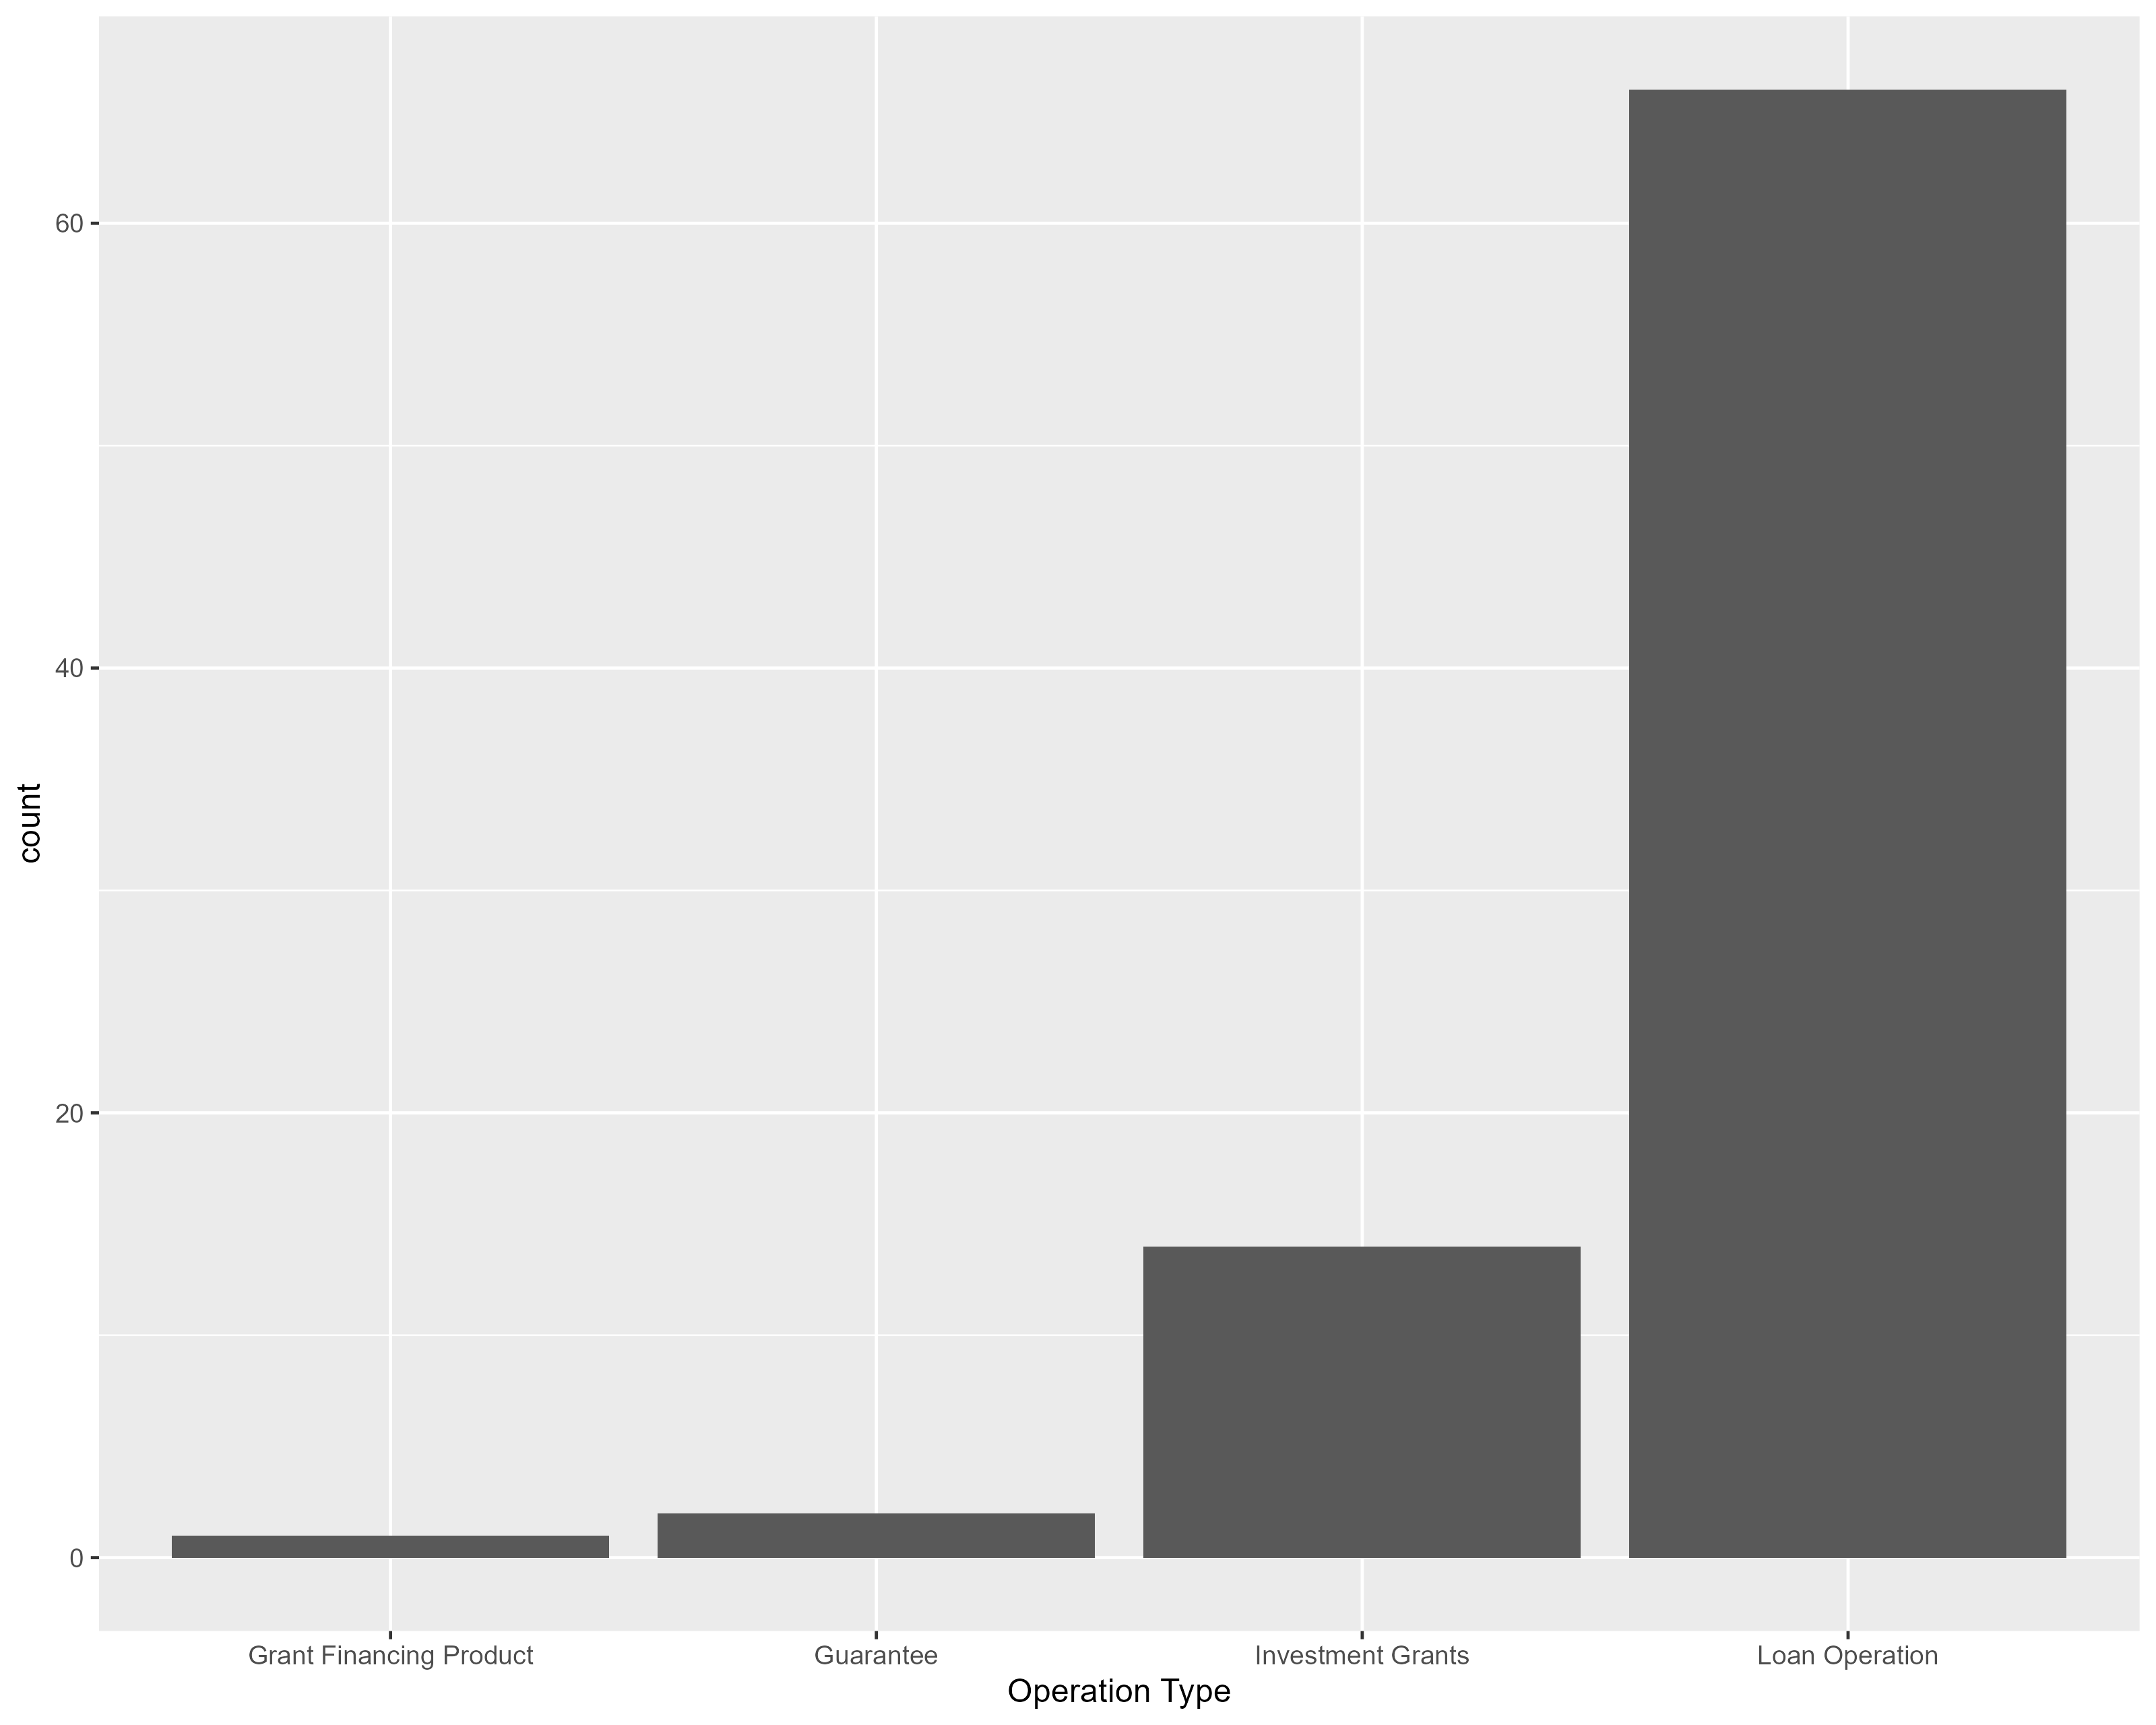 60
40
20
0
count
Grant Financing Product
Guarantee
Investment Grants
Loan Operation
Operation Type